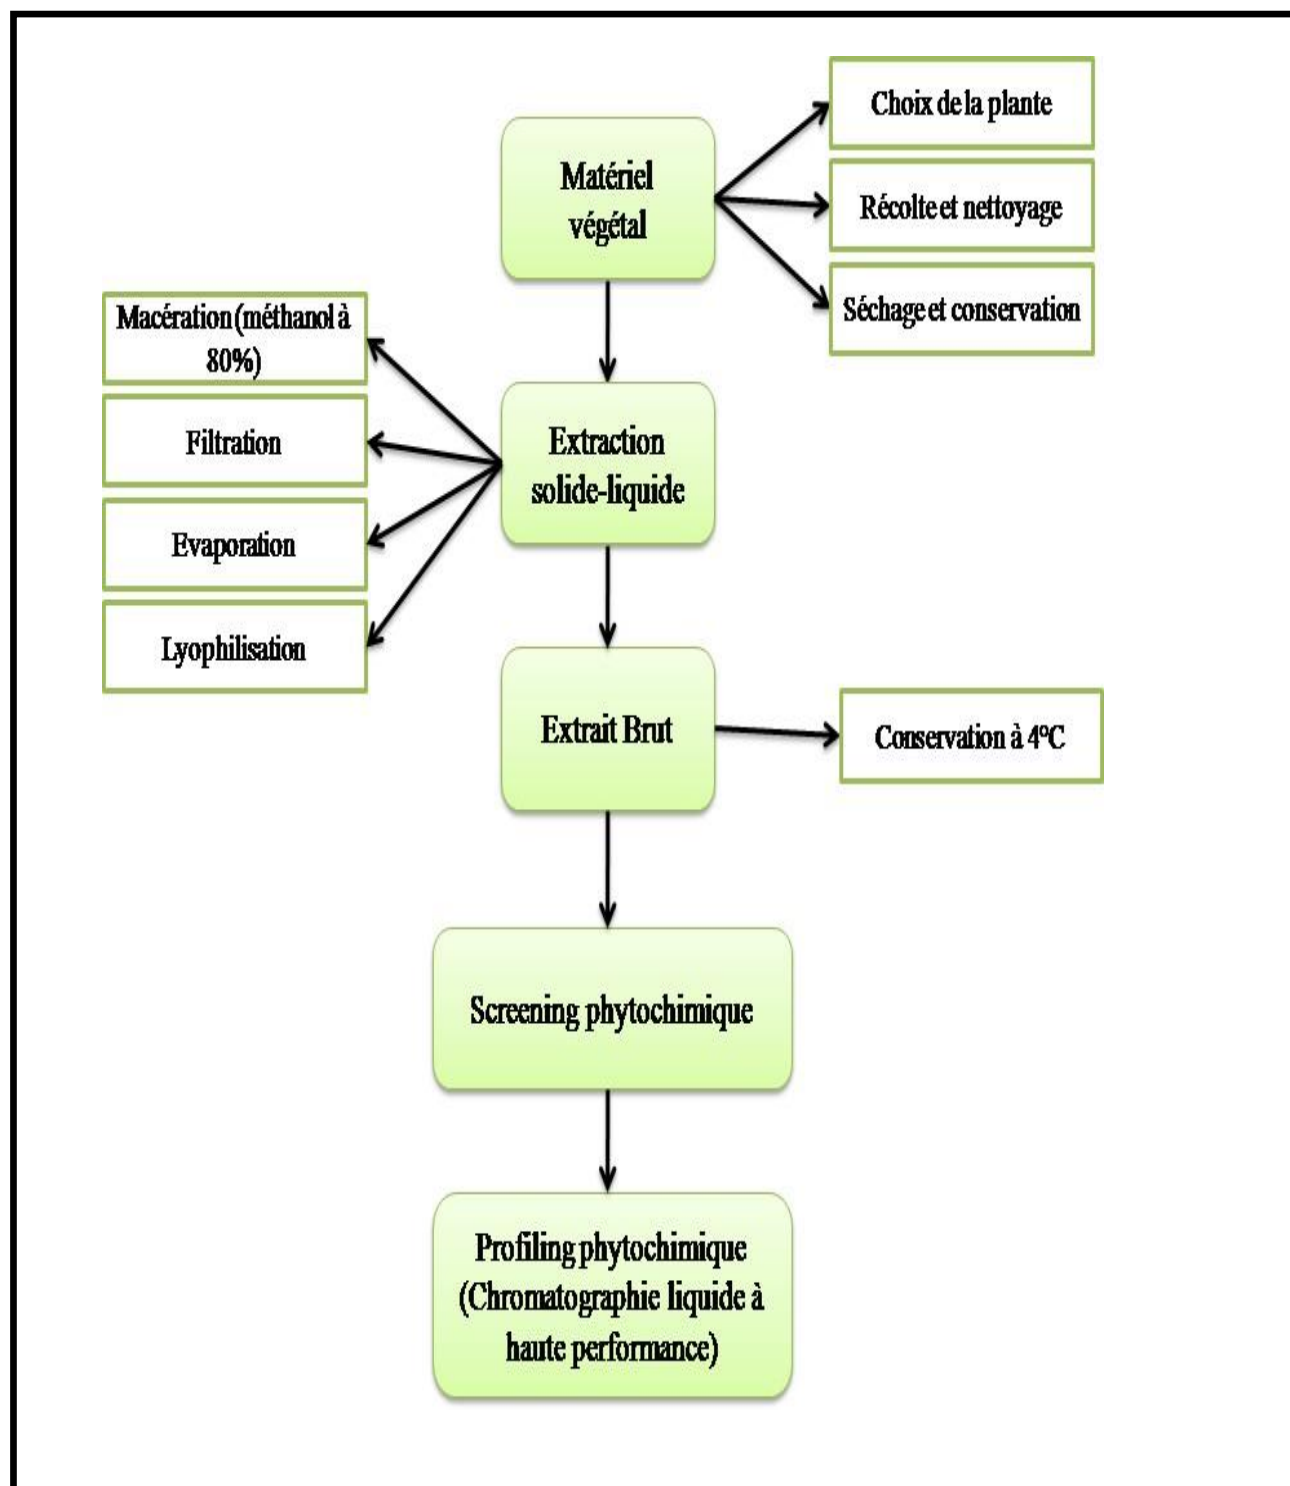 Choix de la plante
Matériel
végétal
Récolte et nettoyage
Séchage et conservation
Macération (méthanol à
80%)
Filtration
Evaporation
Lyophilisation
Extraction
solide-liquide
Extrait Brut
Conservation à 4°C
Screening phytochimique
Profiling phytochimique
(Chromatographie liquide à
haute performance)